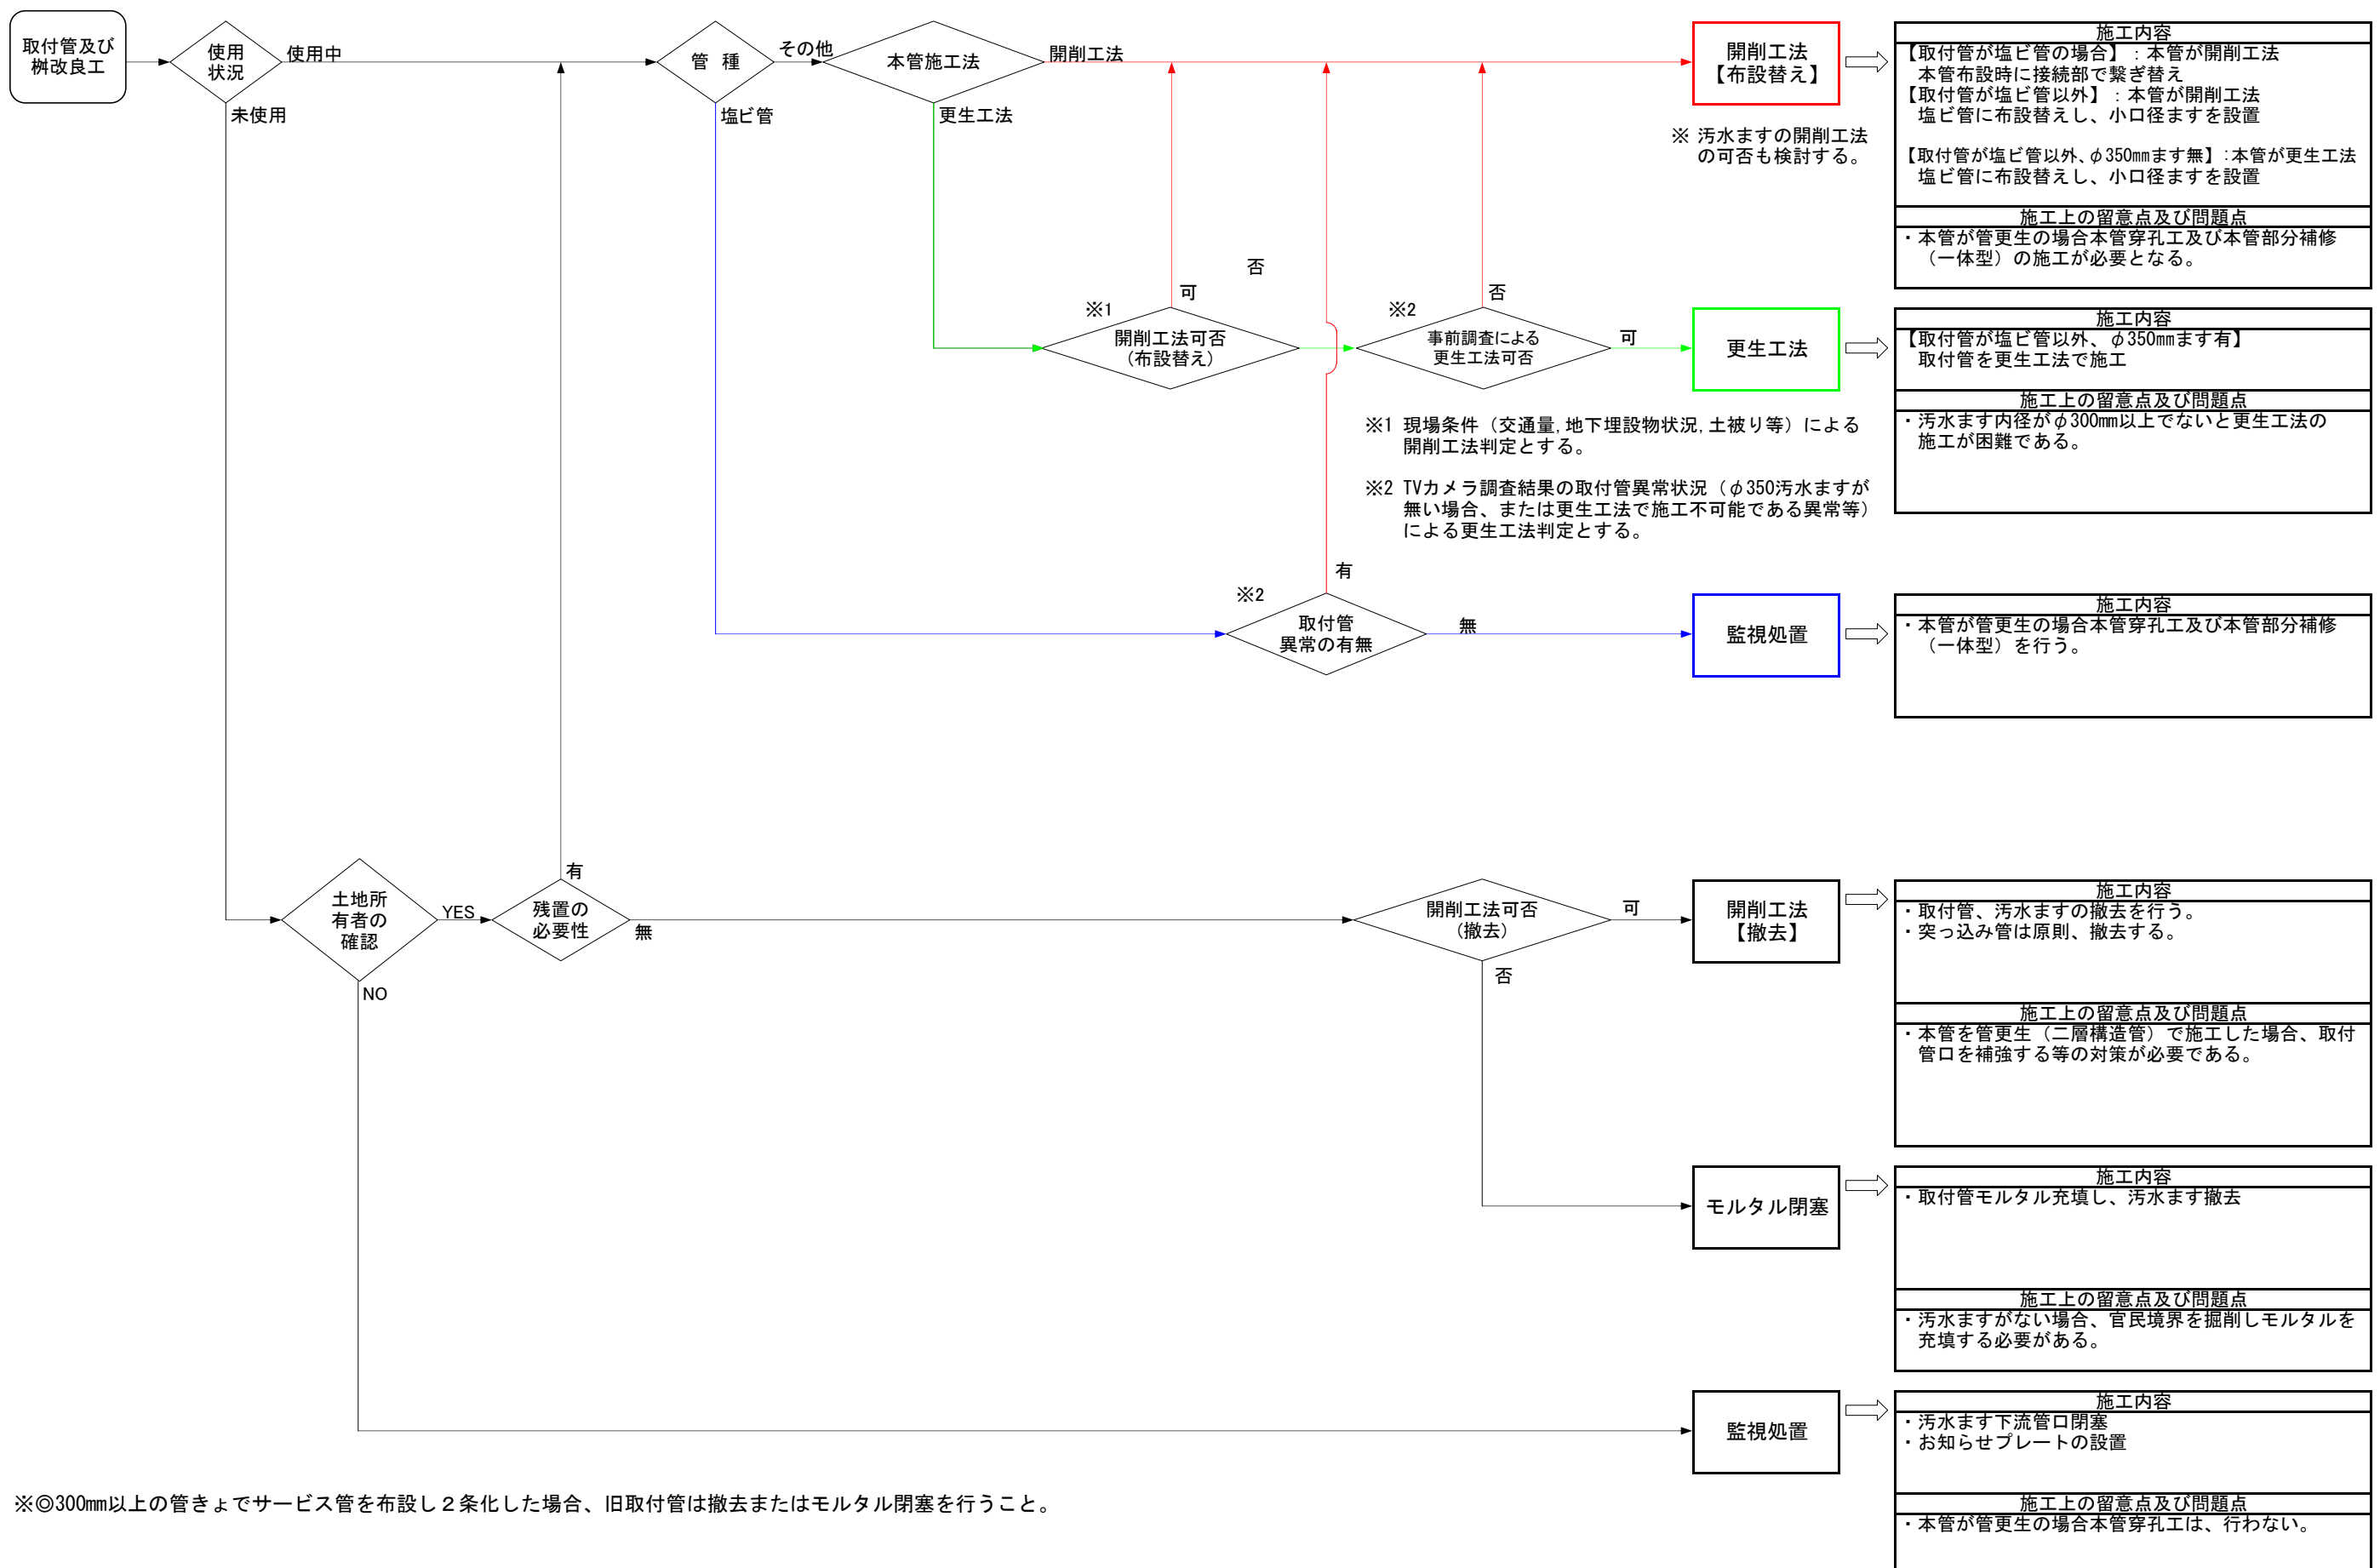 取付管及び
桝改良工
使用
状況
使用中
未使用
管 種
その他
塩ビ管
本管施工法
開削工法
更生工法
開削工法
【布設替え】
※ 汚水ますの開削工法
の可否も検討する。
施工内容
【取付管が塩ビ管の場合】：本管が開削工法
本管布設時に接続部で繋ぎ替え
【取付管が塩ビ管以外】：本管が開削工法
塩ビ管に布設替えし、小口径ますを設置
【取付管が塩ビ管以外、φ350mmます無】：本管が更生工法
塩ビ管に布設替えし、小口径ますを設置
施工上の留意点及び問題点
・本管が管更生の場合本管穿孔工及び本管部分補修
（一体型）の施工が必要となる。
※1
開削工法可否
（布設替え）
可
否
※2
事前調査による
更生工法可否
否
可
更生工法
施工内容
【取付管が塩ビ管以外、φ350mmます有】
取付管を更生工法で施工
施工上の留意点及び問題点
・汚水ます内径がφ300mm以上でないと更生工法の
施工が困難である。
※1 現場条件（交通量,地下埋設物状況,土被り等）による
開削工法判定とする。
※2 TVカメラ調査結果の取付管異常状況（φ350汚水ますが
無い場合、または更生工法で施工不可能である異常等）
による更生工法判定とする。
※2
取付管
異常の有無
有
無
監視処置
施工内容
・本管が管更生の場合本管穿孔工及び本管部分補修
（一体型）を行う。
土地所
有者の
確認
YES
NO
残置の
必要性
有
無
開削工法可否
（撤去）
可
否
開削工法
【撤去】
施工内容
・取付管、汚水ますの撤去を行う。
・突っ込み管は原則、撤去する。
施工上の留意点及び問題点
・本管を管更生（二層構造管）で施工した場合、取付
管口を補強する等の対策が必要である。
モルタル閉塞
施工内容
・取付管モルタル充填し、汚水ます撤去
施工上の留意点及び問題点
・汚水ますがない場合、官民境界を掘削しモルタルを
充填する必要がある。
監視処置
施工内容
・汚水ます下流管口閉塞
・お知らせプレートの設置
施工上の留意点及び問題点
・本管が管更生の場合本管穿孔工は、行わない。
※◎300mm以上の管きょでサービス管を布設し２条化した場合、旧取付管は撤去またはモルタル閉塞を行うこと。